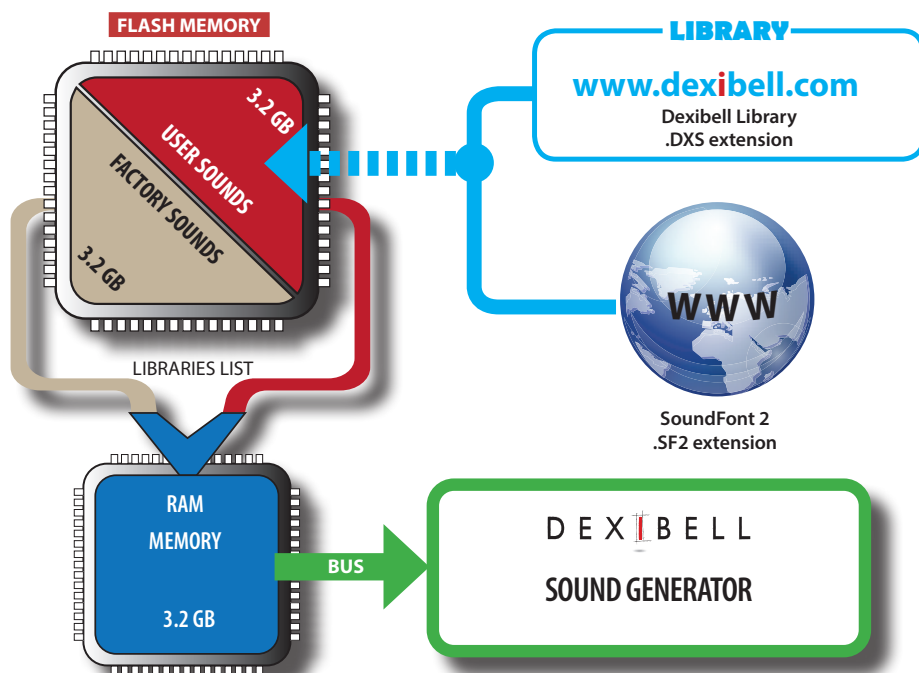 FLASH MEMORY
3.2 GB
USER SOUNDS
FACTORY SOUNDS
3.2 GB
LIBRARY
www.dexibell.com
Dexibell Library
.DXS extension
WWW
SoundFont 2
.SF2 extension
LIBRARIES LIST
RAM
MEMORY
3.2 GB
BUS
DEXIBELL
SOUND GENERATOR